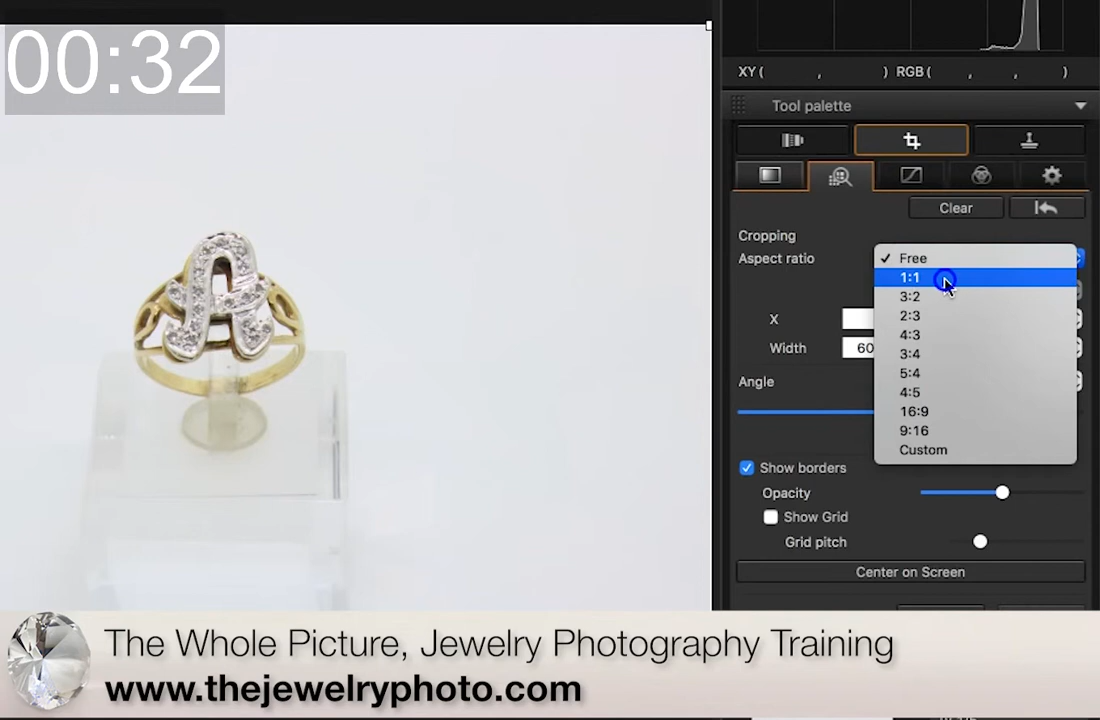 00:32
XY ( , ) RGB ( , , )
Tool palette
Clear
Cropping
Aspect ratio
✓ Free
1:1
3:2
2:3
4:3
3:4
5:4
4:5
16:9
9:16
Custom
X
Width 60
Angle
Show borders
Opacity
Show Grid
Grid pitch
Center on Screen
The Whole Picture, Jewelry Photography Training
www.thejewelryphoto.com